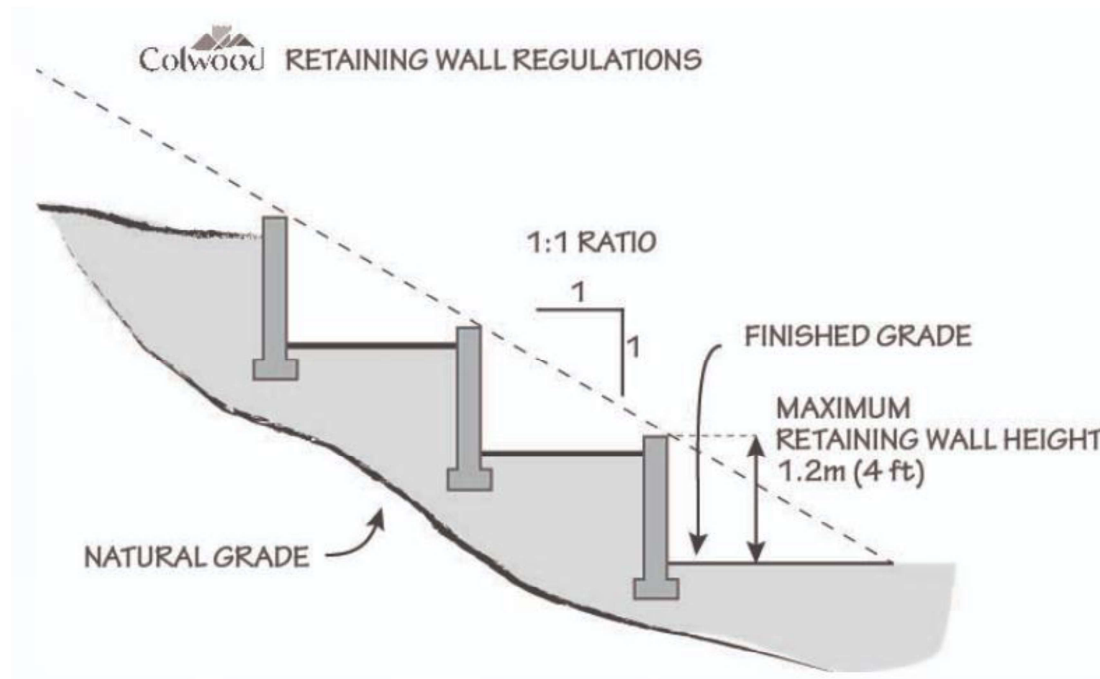 Colwood RETAINING WALL REGULATIONS
1:1 RATIO
1
1
FINISHED GRADE
MAXIMUM
RETAINING WALL HEIGHT
1.2m (4 ft)
NATURAL GRADE